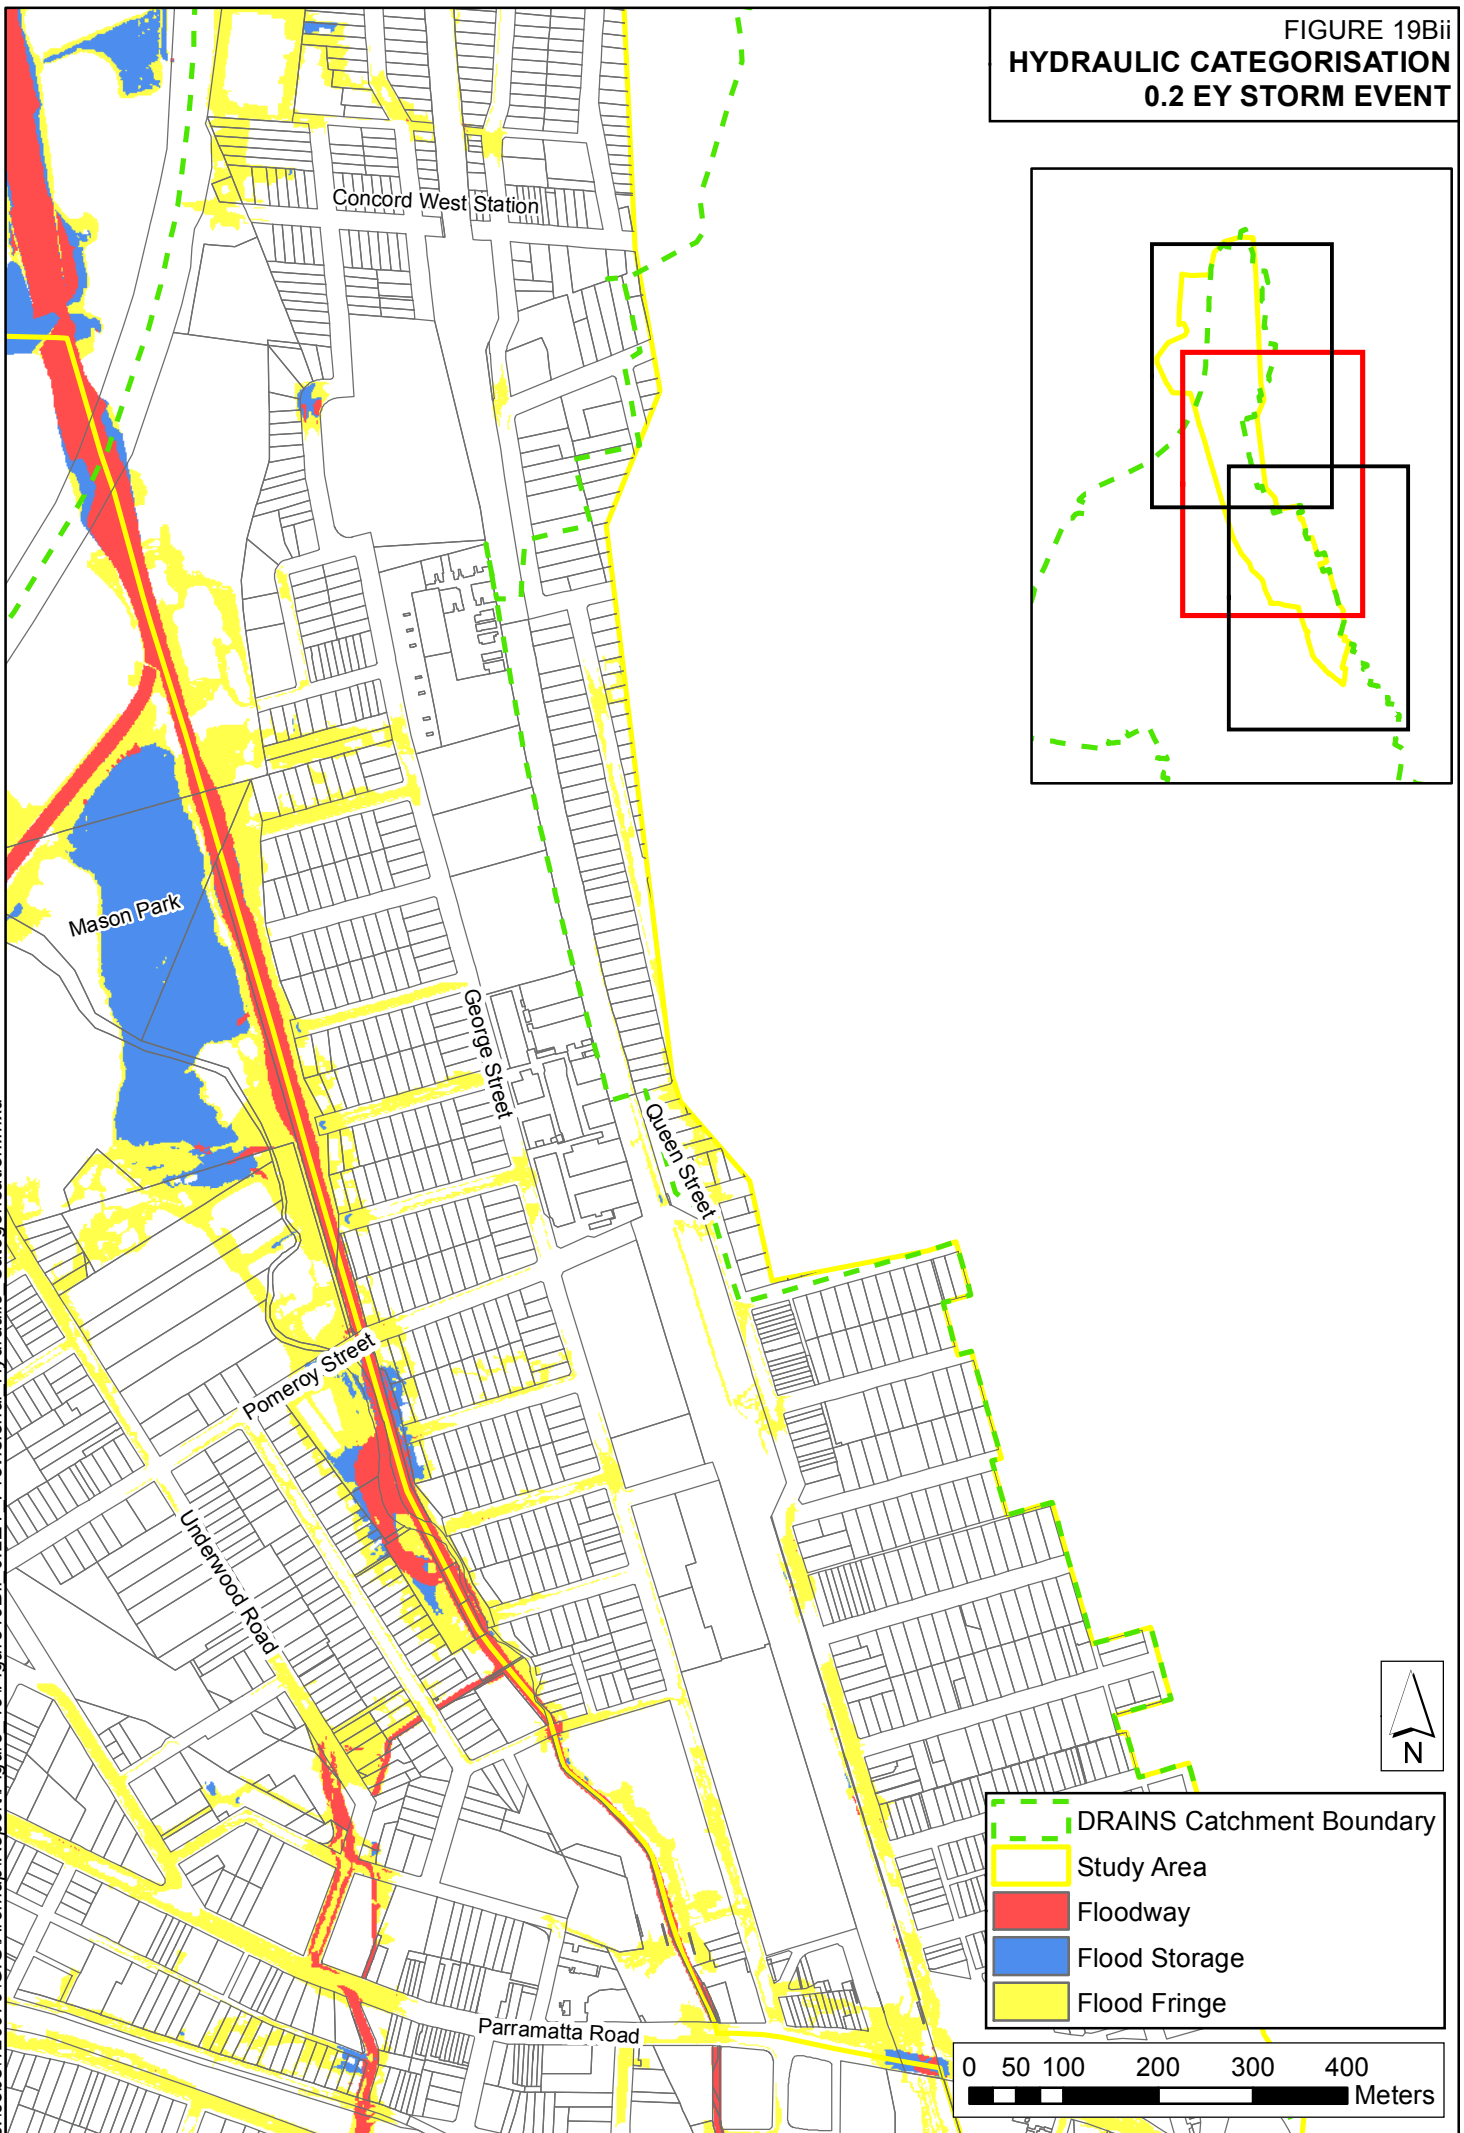 FIGURE 19Bii
HYDRAULIC CATEGORISATION
0.2 EY STORM EVENT
Concord West Station
Mason Park
George Street
Queen Street
Pomeroy Street
Underwood Road
Parramatta Road
N
DRAINS Catchment Boundary
Study Area
Floodway
Flood Storage
Flood Fringe
0 50 100 200 300 400
Meters